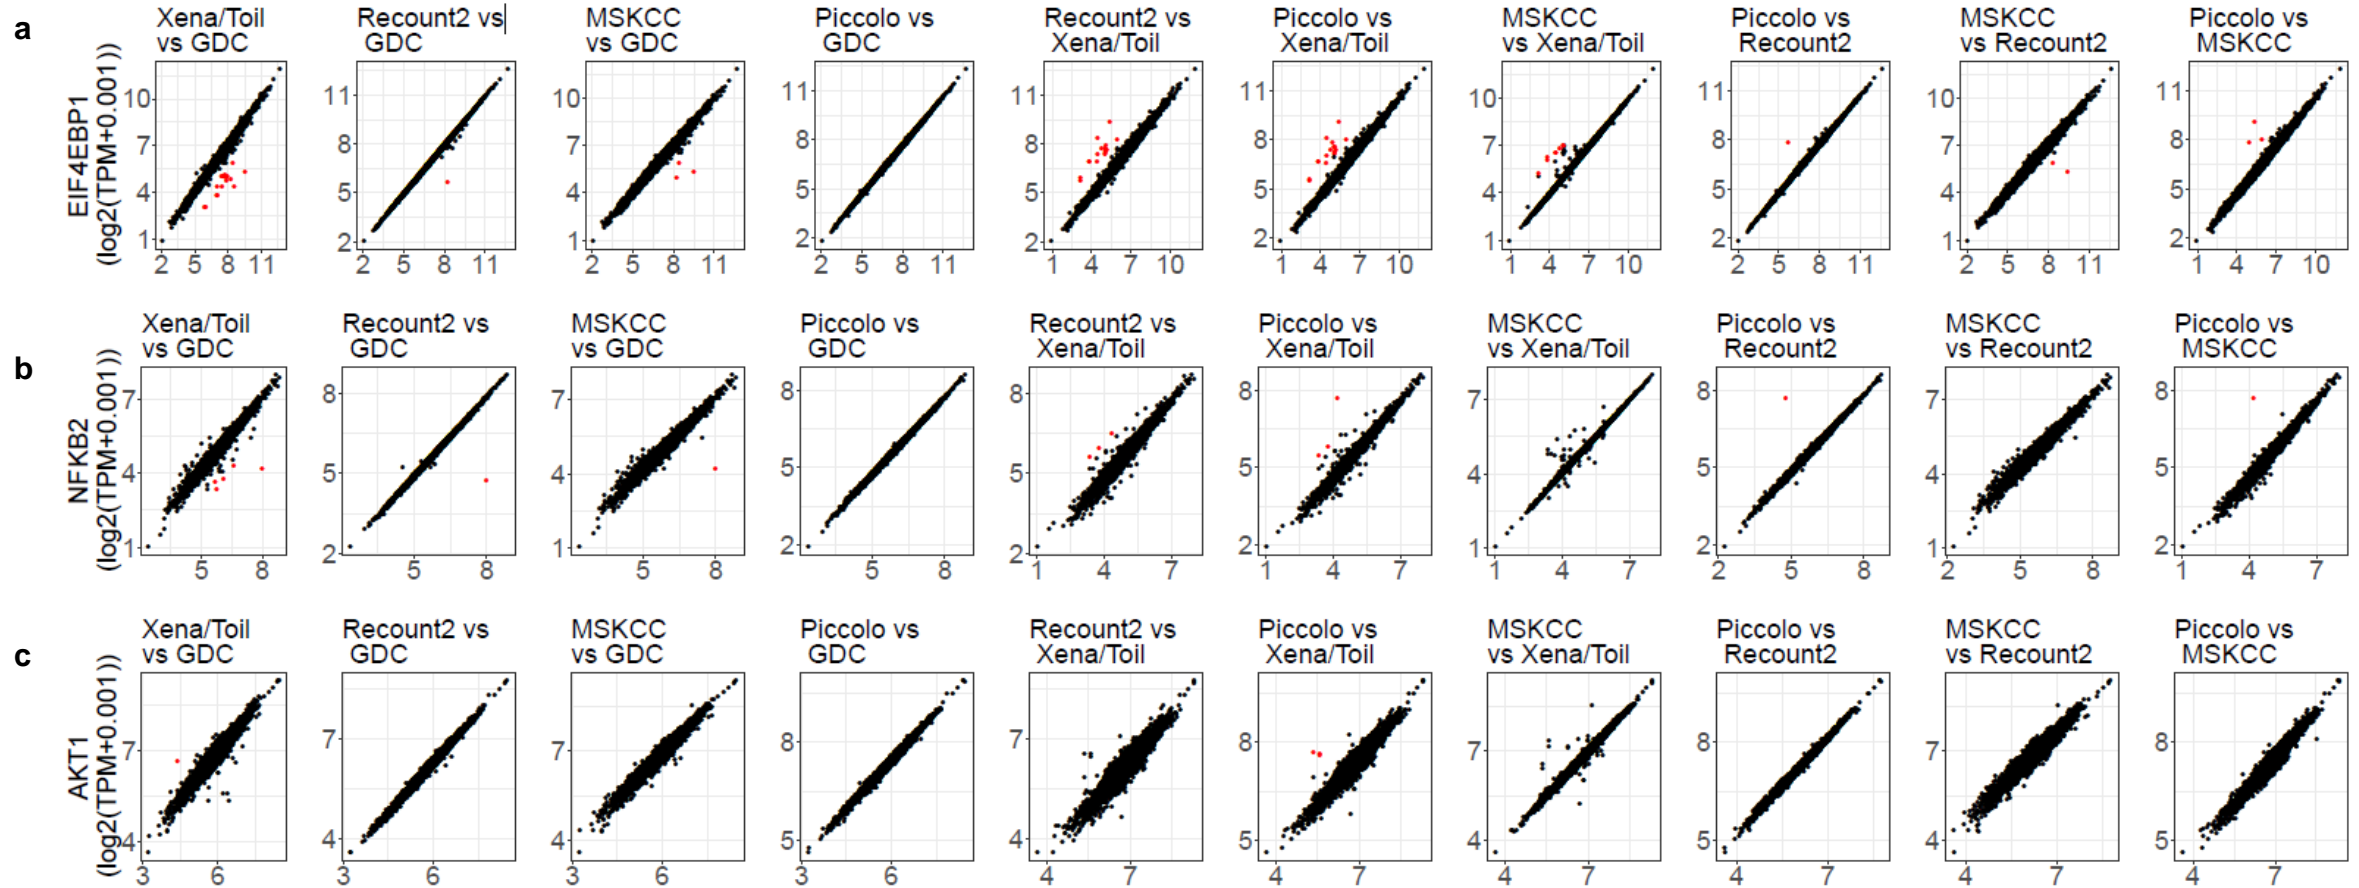 a
Xena/Toil
vs GDC
Recount2 vs
GDC
MSKCC
vs GDC
Piccolo vs
GDC
Recount2 vs
Xena/Toil
Piccolo vs
Xena/Toil
MSKCC
vs Xena/Toil
Piccolo vs
Recount2
MSKCC
vs Recount2
Piccolo vs
MSKCC
EIF4EBP1
(log2(TPM+0.001))
10 7 4 1
11 8 5 2
10 7 4 1
11 8 5 2
11 8 5 2
11 8 5 2
10 7 4 1
11 8 5 2
10 7 4 1
11 8 5 2
2 5 8 11
2 5 8 11
2 5 8 11
2 5 8 11
1 4 7 10
1 4 7 10
1 4 7 10
2 5 8 11
2 5 8 11
1 4 7 10
b
Xena/Toil
vs GDC
Recount2 vs
GDC
MSKCC
vs GDC
Piccolo vs
GDC
Recount2 vs
Xena/Toil
Piccolo vs
Xena/Toil
MSKCC
vs Xena/Toil
Piccolo vs
Recount2
MSKCC
vs Recount2
Piccolo vs
MSKCC
NFKB2
(log2(TPM+0.001))
7 4 1
8 5 2
7 4 1
8 5 2
8 5 2
8 5 2
7 4 1
8 5 2
7 4 1
8 5 2
5 8
5 8
5 8
5 8
1 4 7
1 4 7
1 4 7
2 5 8
2 5 8
1 4 7
c
Xena/Toil
vs GDC
Recount2 vs
GDC
MSKCC
vs GDC
Piccolo vs
GDC
Recount2 vs
Xena/Toil
Piccolo vs
Xena/Toil
MSKCC
vs Xena/Toil
Piccolo vs
Recount2
MSKCC
vs Recount2
Piccolo vs
MSKCC
AKT1
(log2(TPM+0.001))
7 4
7 4
7 4
8 5
7 4
8 5
7 4
8 5
7 4
8 5
3 6
3 6
3 6
3 6
4 7
4 7
4 7
4 7
4 7
4 7